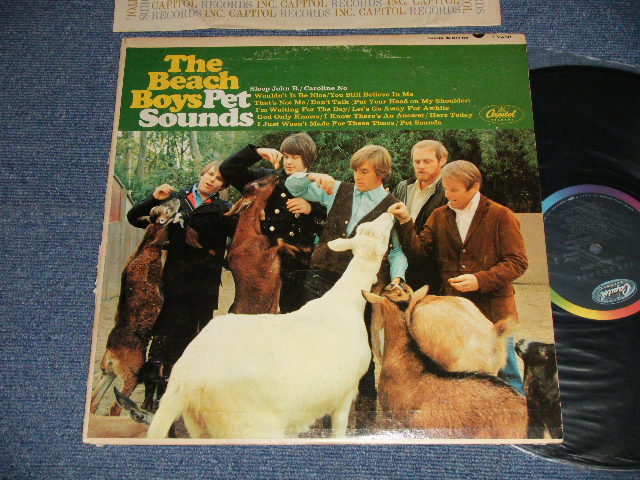 CAPITOL RECORDS INC. CAPITOL RECORDS
INC. CAPITOL RECORDS INC.
The
Beach
Boys Pet
Sounds
Sloop John B./Caroline No
Wouldn't It Be Nice/You Still Believe In Me
That's Not Me/Don't Talk (Put Your Head on My Shoulder)
I'm Waiting For The Day/Let's Go Away For Awhile
God Only Knows/I Know There's An Answer/Here Today
I Just Wasn't Made For These Times/Pet Sounds
Capitol
RECORDS
Capitol